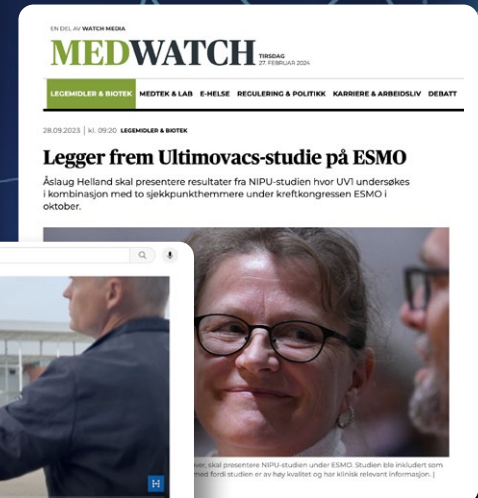 EN DEL AV WATCH MEDIA
MEDWATCH
TIRSDAG
27. FEBRUAR 2024
LEGEMIDLER & BIOTEK MEDTEK & LAB E-HELSE REGULERING & POLITIKK KARRIERE & ARBEIDSLIV DEBATT
28.09.2023 | kl. 09:20 LEGEMIDLER & BIOTEK
Legger frem Ultimovacs-studie på ESMO
Åslaug Helland skal presentere resultater fra NIPU-studien hvor UV1 undersøkes
i kombinasjon med to sjekkpunkthemmere under kreftkongressen ESMO i
oktober.
skal presentere NIPU-studien under ESMO. Studien ble inkludert som
fordi studien er av høy kvalitet og har klinisk relevant informasjon. |
H